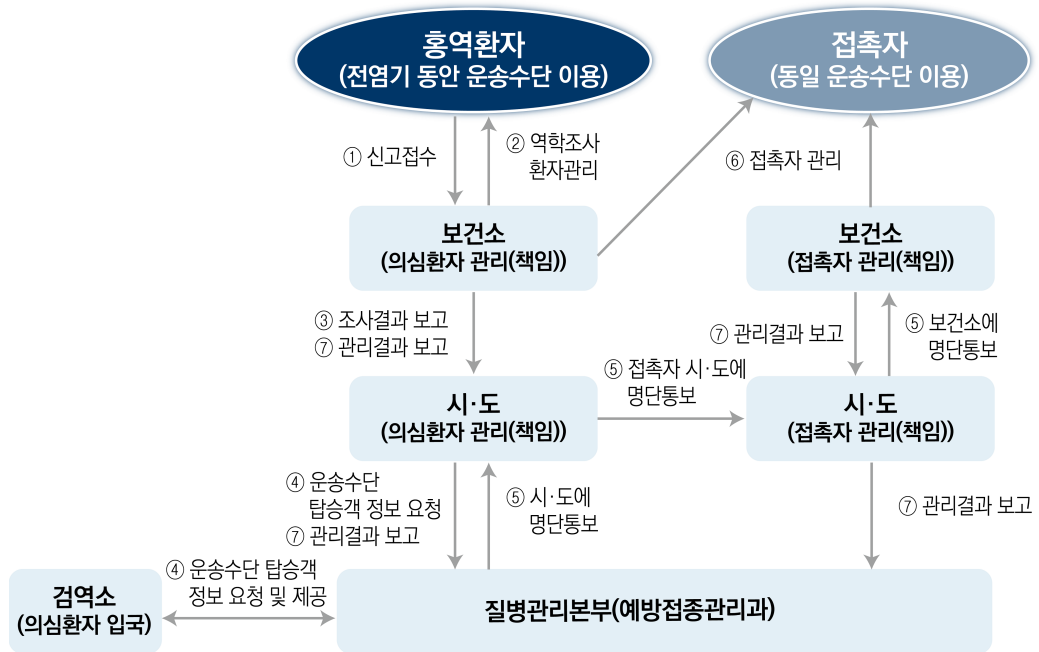 홍역환자
(전염기 동안 운송수단 이용)
접촉자
(동일 운송수단 이용)
① 신고접수
② 역학조사
환자관리
⑥ 접촉자 관리
보건소
(의심환자 관리(책임))
보건소
(접촉자 관리(책임))
③ 조사결과 보고
⑦ 관리결과 보고
⑦ 관리결과 보고
⑤ 보건소에
명단통보
⑤ 접촉자 시·도에
명단통보
시·도
(의심환자 관리(책임))
시·도
(접촉자 관리(책임))
④ 운송수단
탑승객 정보 요청
⑦ 관리결과 보고
⑤ 시·도에
명단통보
⑦ 관리결과 보고
④ 운송수단 탑승객
정보 요청 및 제공
검역소
(의심환자 입국)
질병관리본부(예방접종관리과)